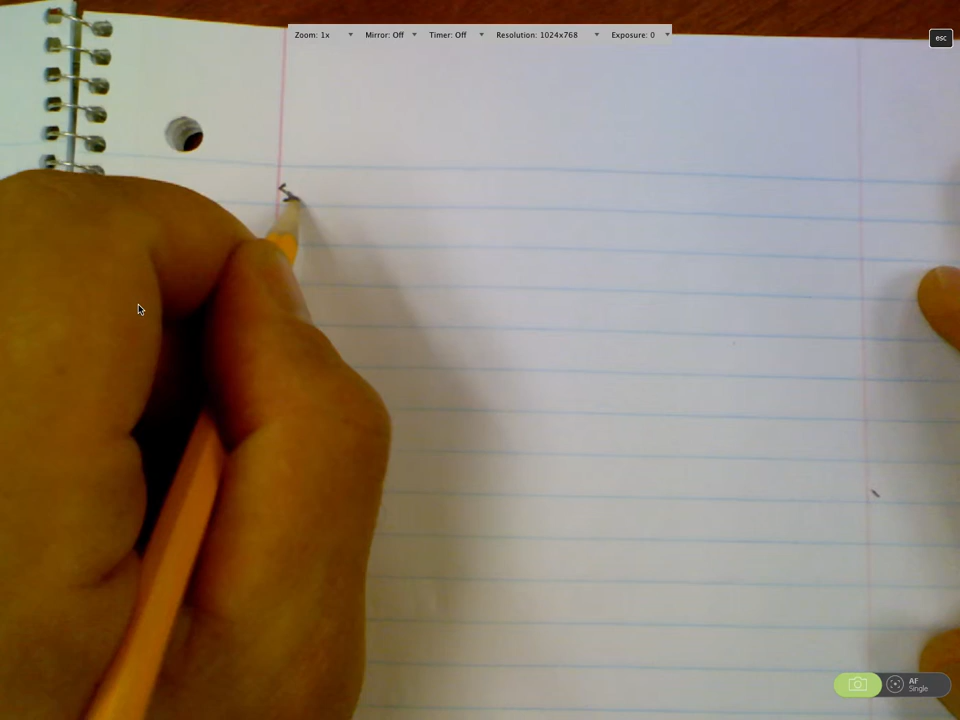 Zoom: 1x Mirror: Off Timer: Off Resolution: 1024x768 Exposure: 0
esc
AF
Single